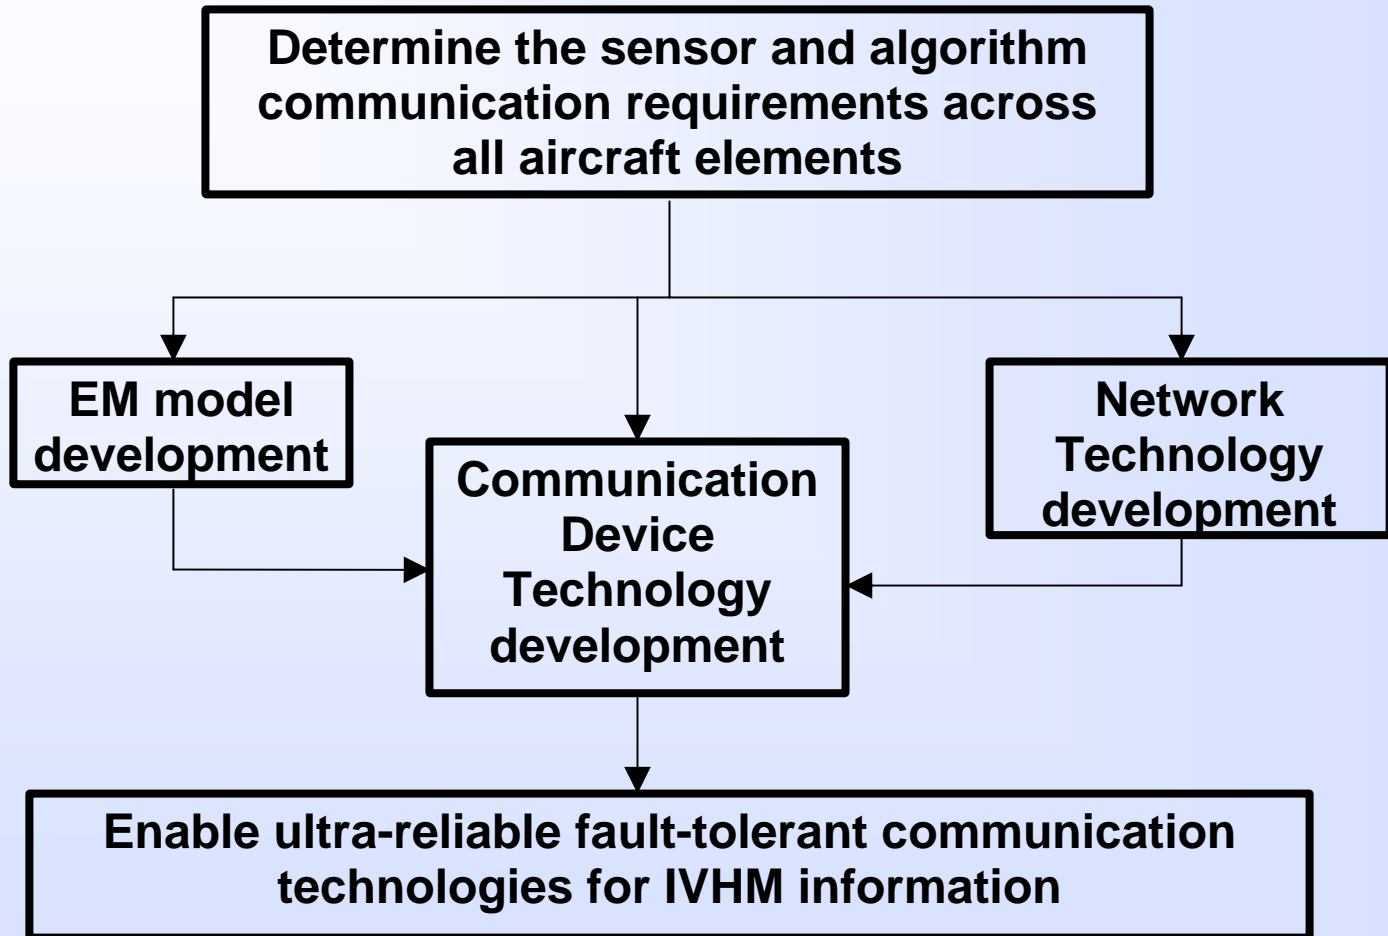 Determine the sensor and algorithm
communication requirements across
all aircraft elements
EM model
development
Communication
Device
Technology
development
Network
Technology
development
Enable ultra-reliable fault-tolerant communication
technologies for IVHM information